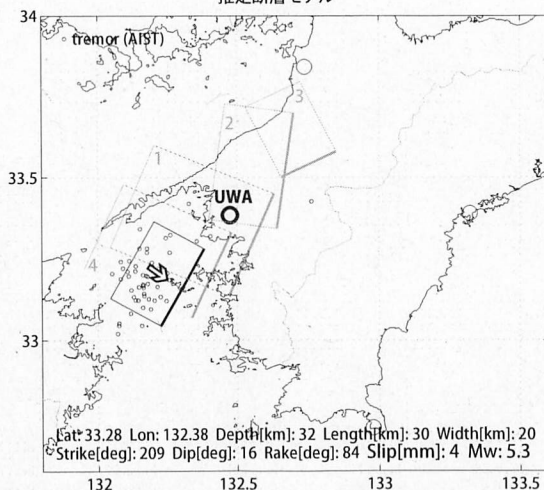 推定断層モデル
34
tremor (AIST)
3
2
1
33.5
UWA
4
33
Lat: 33.28 Lon: 132.38 Depth[km]: 32 Length[km]: 30 Width[km]: 20
Strike[deg]: 209 Dip[deg]: 16 Rake[deg]: 84 Slip[mm]: 4 Mw: 5.3
132 132.5 133 133.5